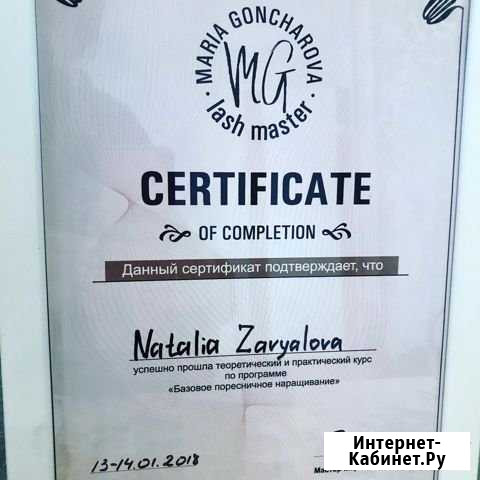 MARIA GONCHAROVA
MG
lash master
CERTIFICATE
OF COMPLETION
Данный сертификат подтверждает, что
Natalia Zavyalova
успешно прошла теоретический и практический курс
по программе
«Базовое поресничное наращивание»
13-14.01.2018
Интернет-
Кабинет.Ру